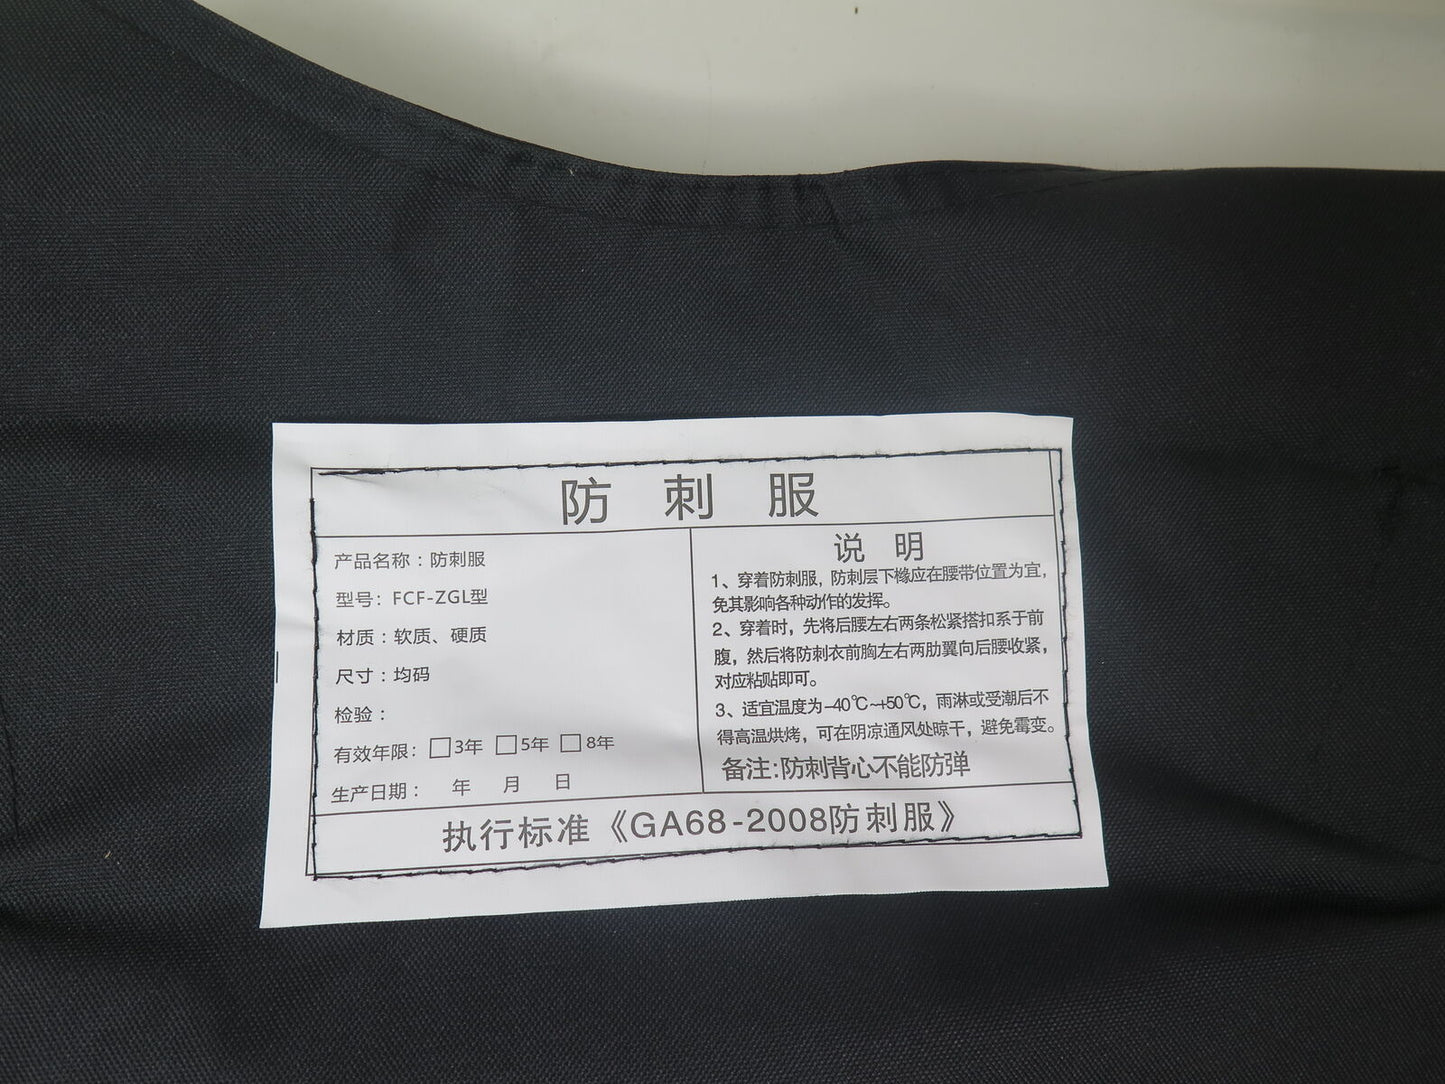 防刺服
产品名称：防刺服
型号：FCF-ZGL型
材质：软质、硬质
尺寸：均码
检验：
有效年限：□3年 □5年 □8年
生产日期： 年 月 日
说明
1、穿着防刺服，防刺层下橼应在腰带位置为宜，
免其影响各种动作的发挥。
2、穿着时，先将后腰左右两条松紧搭扣系于前
腹，然后将防刺衣前胸左右两肋翼向后腰收紧，
对应粘贴即可。
3、适宜温度为-40℃~+50℃，雨淋或受潮后不
得高温烘烤，可在阴凉通风处晾干，避免霉变。
备注:防刺背心不能防弹
执行标准《GA68-2008防刺服》